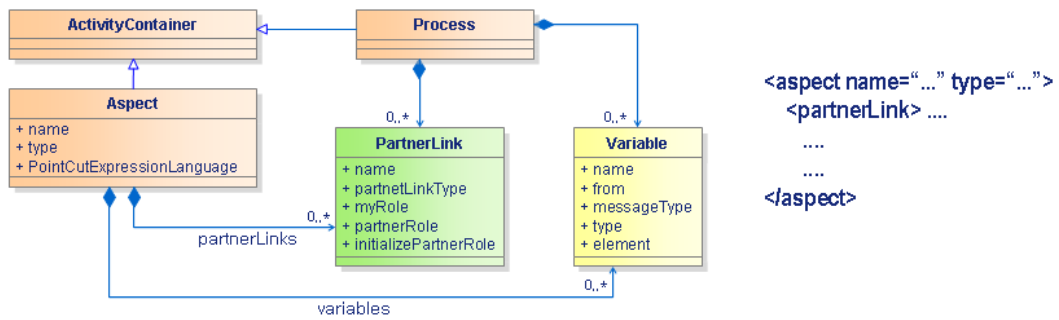 ActivityContainer
Process
Aspect
+ name
+ type
+ PointCutExpressionLanguage
0,.*
PartnerLink
+ name
+ partnetLinkType
+ myRole
+ partnerRole
+ initializePartnerRole
0,.*
Variable
+ name
+ from
+ messageType
+ type
+ element
0,.*
partnerLinks
0,.*
variables
<aspect name=“...” type=“...”>
<partnerLink> ....
....
....
</aspect>